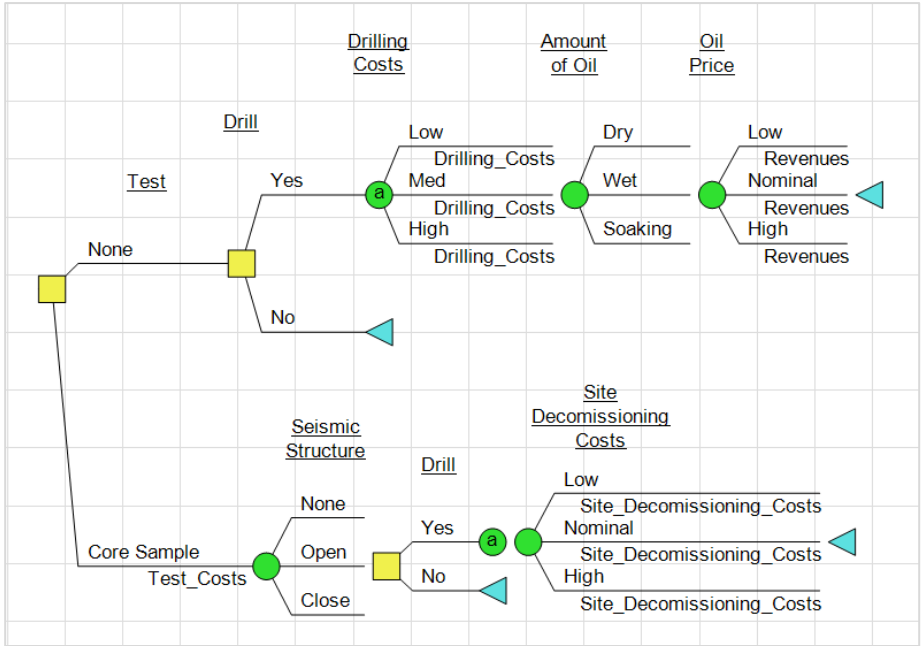 Drilling
Costs
Amount
of Oil
Oil
Price
Drill
Test
Low
Drilling_Costs
Dry
Low
Revenues
Yes
a
Med
Drilling_Costs
Wet
Nominal
Revenues
High
Drilling_Costs
Soaking
High
Revenues
None
No
Site
Decomissioning
Costs
Seismic
Structure
Drill
Low
Site_Decomissioning_Costs
None
Yes
a
Nominal
Site_Decomissioning_Costs
Core Sample
Test_Costs
Open
No
High
Site_Decomissioning_Costs
Close